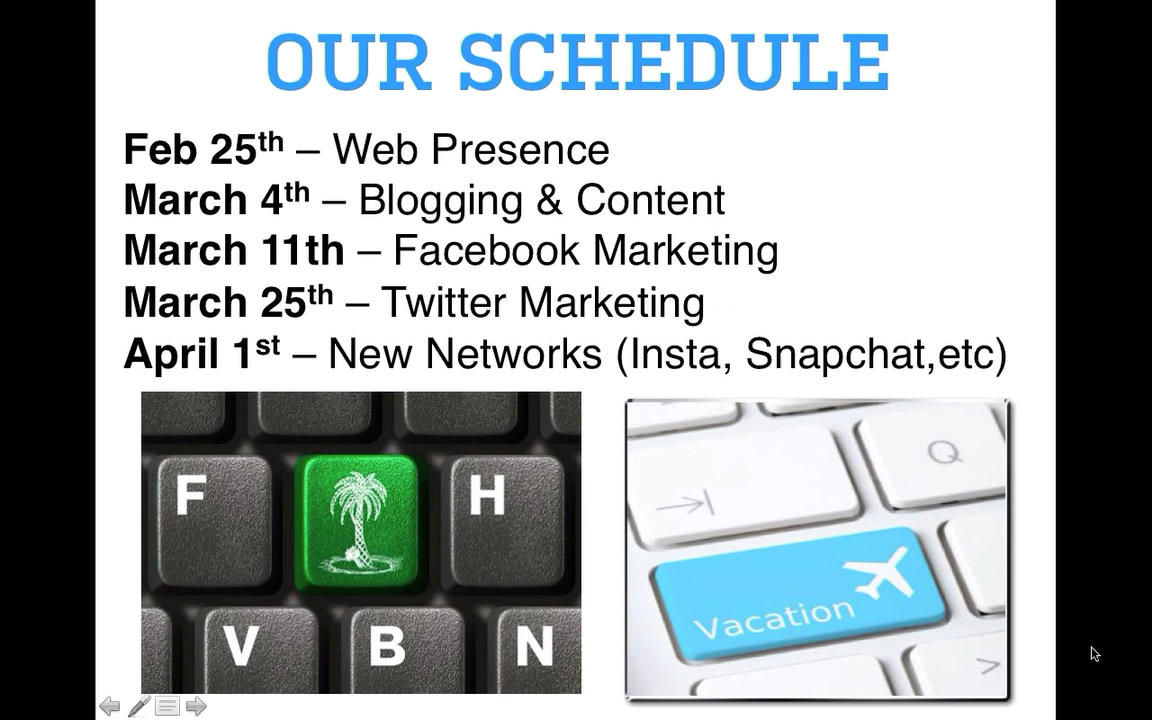 OUR SCHEDULE
Feb 25th – Web Presence
March 4th – Blogging & Content
March 11th – Facebook Marketing
March 25th – Twitter Marketing
April 1st – New Networks (Insta, Snapchat,etc)
F H
V B N
Q
Vacation